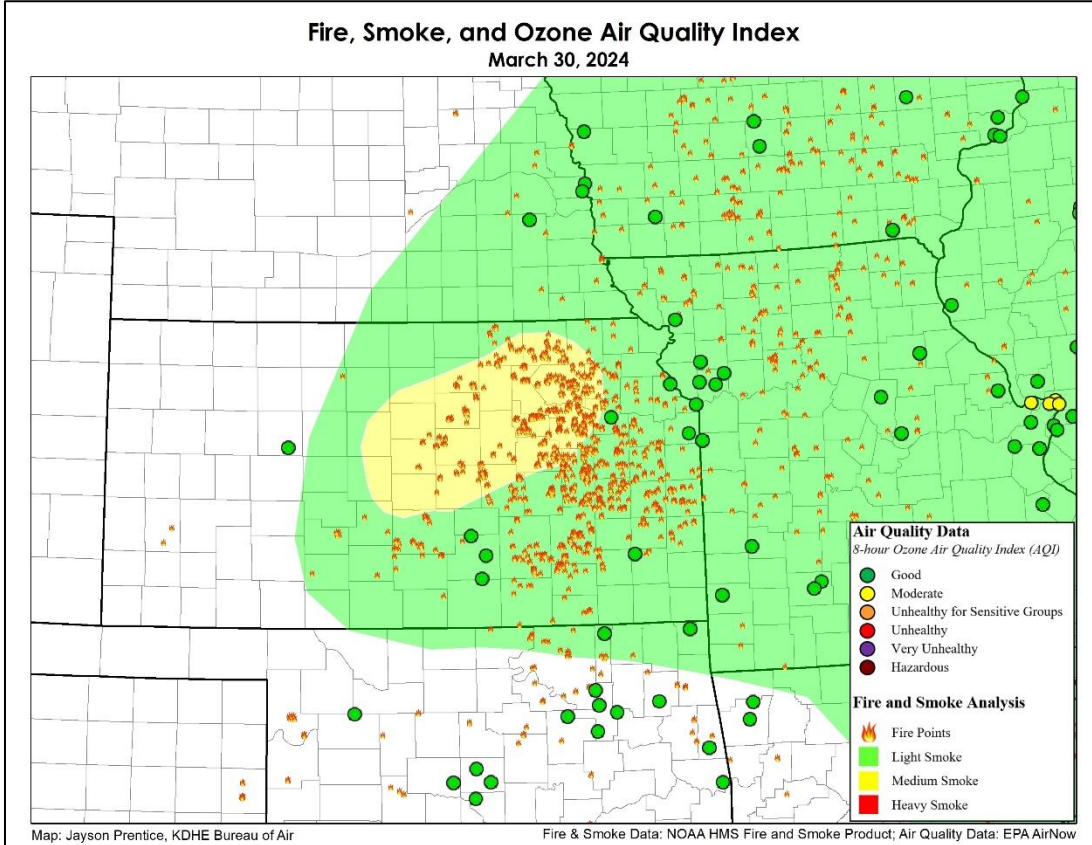 Fire, Smoke, and Ozone Air Quality Index
March 30, 2024
Air Quality Data
8-hour Ozone Air Quality Index (AQI)
Good
Moderate
Unhealthy for Sensitive Groups
Unhealthy
Very Unhealthy
Hazardous
Fire and Smoke Analysis
Fire Points
Light Smoke
Medium Smoke
Heavy Smoke
Map: Jayson Prentice, KDHE Bureau of Air
Fire & Smoke Data: NOAA HMS Fire and Smoke Product; Air Quality Data: EPA AirNow